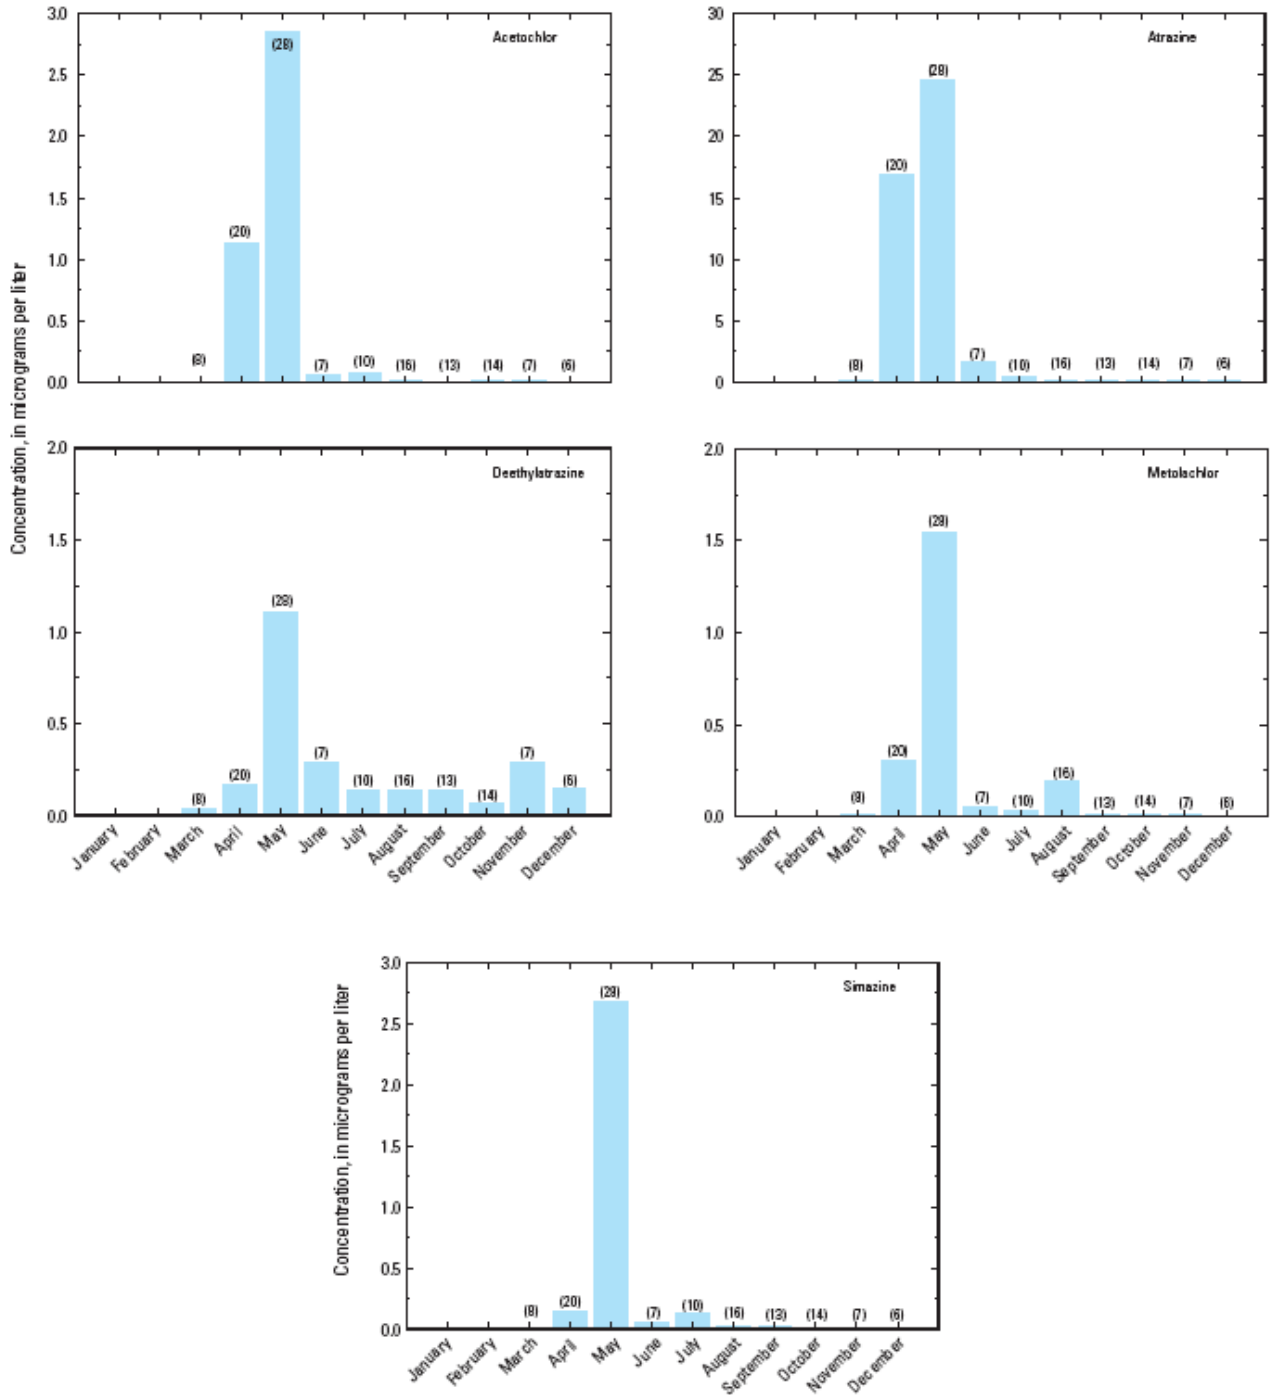 Concentration, in micrograms per liter
Acetochlor
3.0
2.5
2.0
1.5
1.0
0.5
0.0
(8)
(20)
(28)
(7)
(10)
(16)
(13)
(14)
(7)
(6)
Atrazine
30
25
20
15
10
5
0
(8)
(20)
(28)
(7)
(10)
(16)
(13)
(14)
(7)
(6)
Deethylatrazine
2.0
1.5
1.0
0.5
0.0
(8)
(20)
(28)
(7)
(10)
(16)
(13)
(14)
(7)
(6)
January
February
March
April
May
June
July
August
September
October
November
December
Metolachlor
2.0
1.5
1.0
0.5
0
(8)
(20)
(28)
(7)
(10)
(16)
(13)
(14)
(7)
(6)
January
February
March
April
May
June
July
August
September
October
November
December
Concentration, in micrograms per liter
Simazine
3.0
2.5
2.0
1.5
1.0
0.5
0.0
(8)
(20)
(28)
(7)
(10)
(16)
(13)
(14)
(7)
(6)
January
February
March
April
May
June
July
August
September
October
November
December